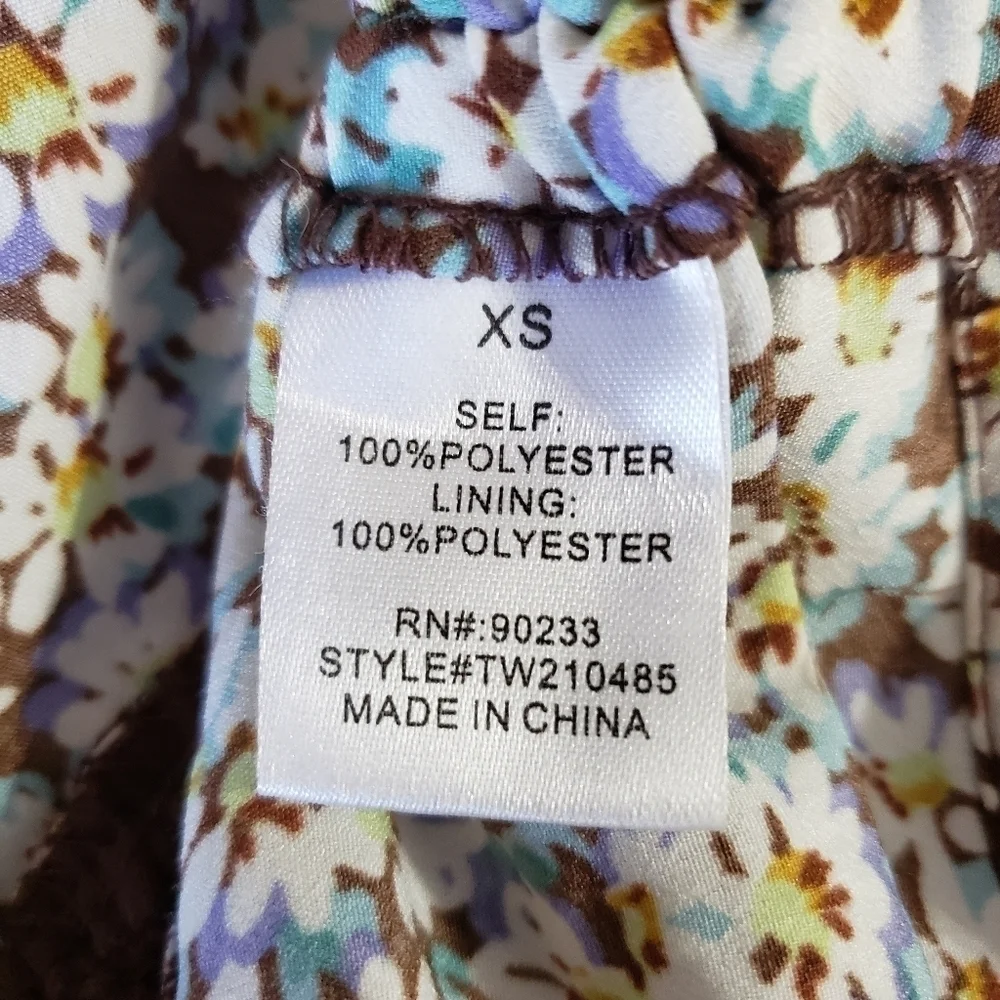 XS
SELF:
100%POLYESTER
LINING:
100%POLYESTER
RN#:90233
STYLE#TW210485
MADE IN CHINA